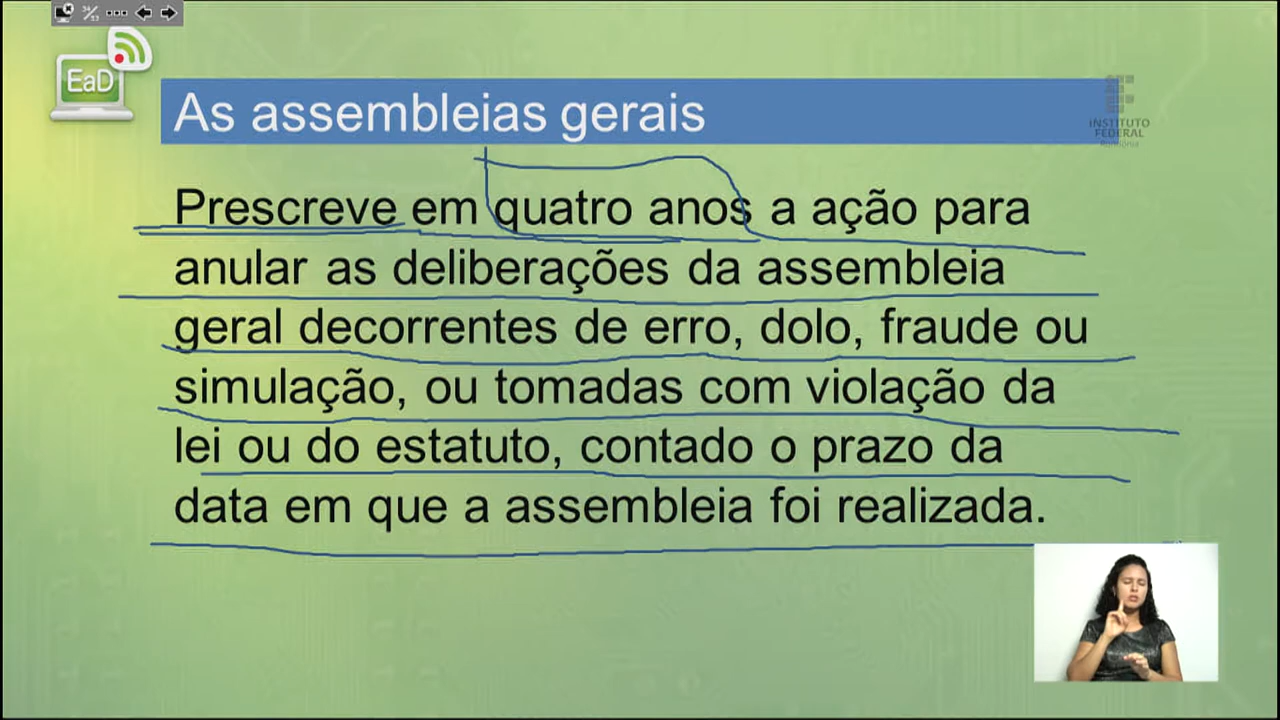 EaD
As assembleias gerais
INSTITUTO
FEDERAL
Rondônia
Prescreve em quatro anos a ação para
anular as deliberações da assembleia
geral decorrentes de erro, dolo, fraude ou
simulação, ou tomadas com violação da
lei ou do estatuto, contado o prazo da
data em que a assembleia foi realizada.